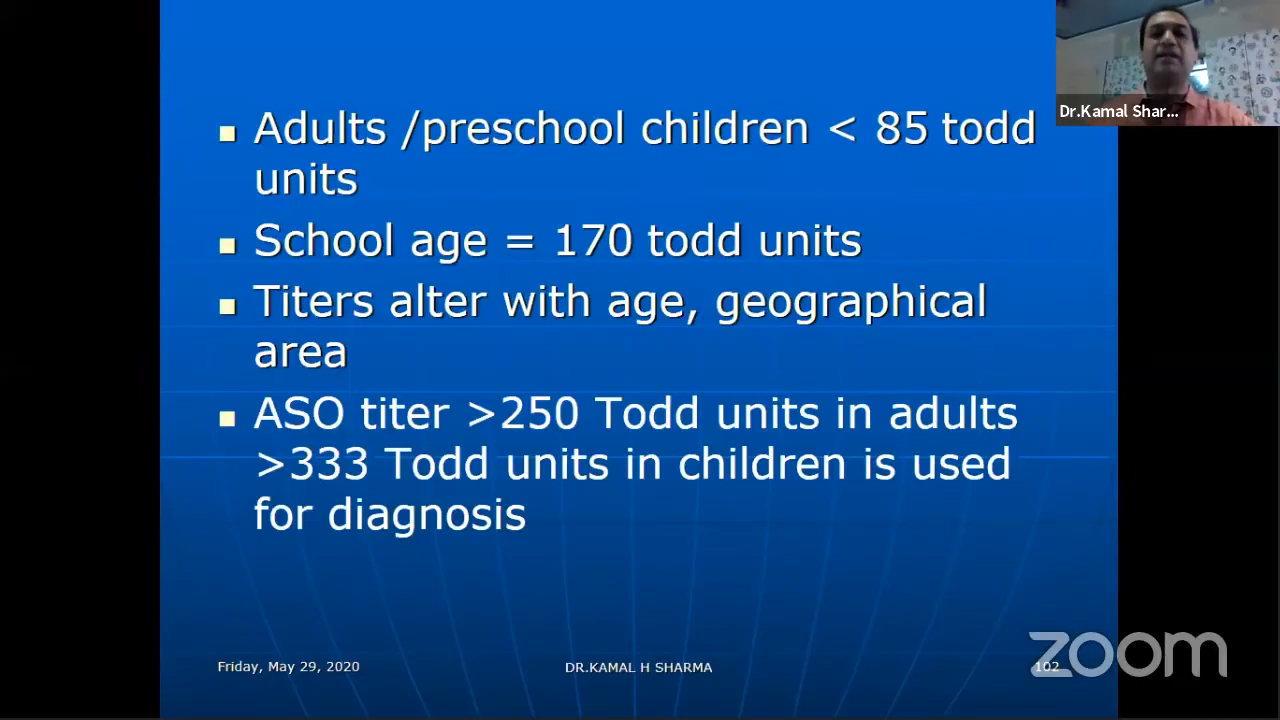 Adults /preschool children < 85 todd
units
School age = 170 todd units
Titers alter with age, geographical
area
ASO titer >250 Todd units in adults
>333 Todd units in children is used
for diagnosis
Dr.Kamal Shar...
Friday, May 29, 2020
DR.KAMAL H SHARMA
102
zoom